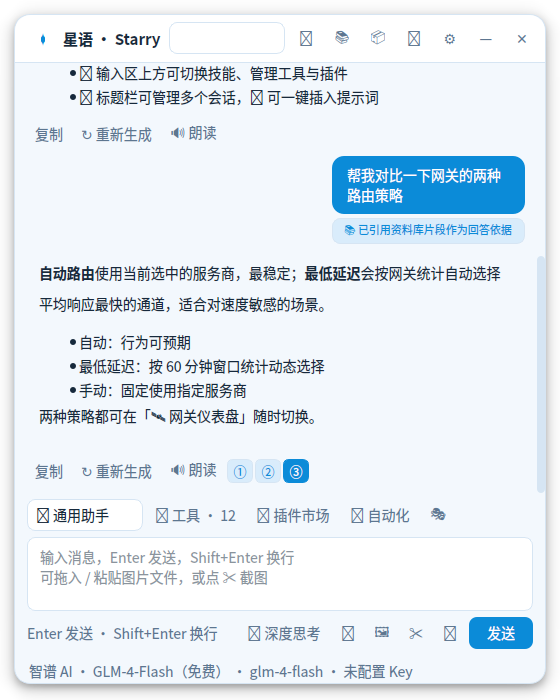 星语 · Starry
• 输入区上方可切换技能、管理工具与插件
• 标题栏可管理多个会话， 可一键插入提示词
复制 ↻ 重新生成 🔊 朗读
帮我对比一下网关的两种
路由策略
📚 已引用资料库片段作为回答依据
自动路由使用当前选中的服务商，最稳定；最低延迟会按网关统计自动选择
平均响应最快的通道，适合对速度敏感的场景。
• 自动：行为可预期
• 最低延迟：按 60 分钟窗口统计动态选择
• 手动：固定使用指定服务商
两种策略都可在「🛰 网关仪表盘」随时切换。
复制 ↻ 重新生成 🔊 朗读 ① ② ③
通用助手 工具 · 12 插件市场 自动化
输入消息，Enter 发送，Shift+Enter 换行
可拖入 / 粘贴图片文件，或点 ✂ 截图
Enter 发送 · Shift+Enter 换行 深度思考 发送
智谱 AI · GLM-4-Flash（免费） · glm-4-flash · 未配置 Key